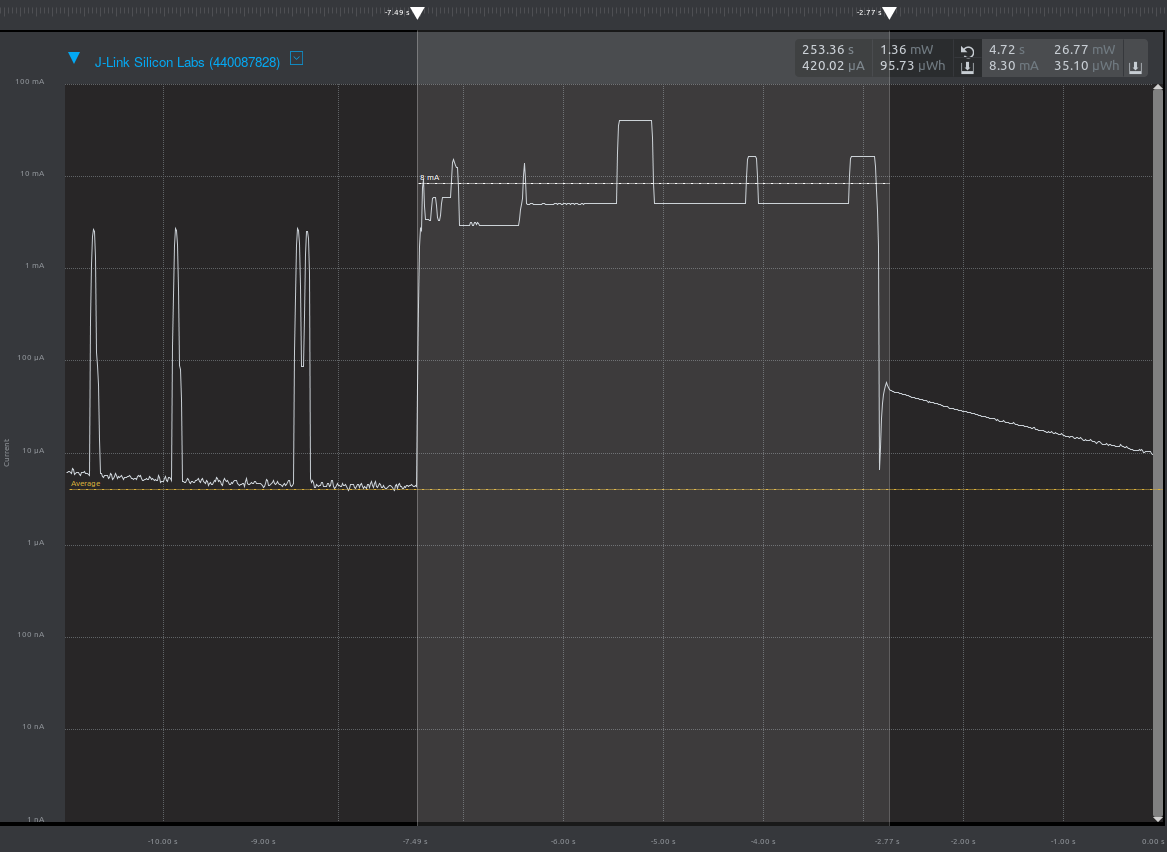 -7.49 s -2.77 s
J-Link Silicon Labs (440087828)
253.36 s 1.36 mW 4.72 s 26.77 mW
420.02 µA 95.73 µWh 8.30 mA 35.10 µWh
100 mA
10 mA
8 mA
1 mA
100 µA
10 µA
Current
Average
1 µA
100 nA
10 nA
1 nA
-10.00 s -9.00 s -7.49 s -6.00 s -5.00 s -4.00 s -2.77 s -2.00 s -1.00 s 0.00 s